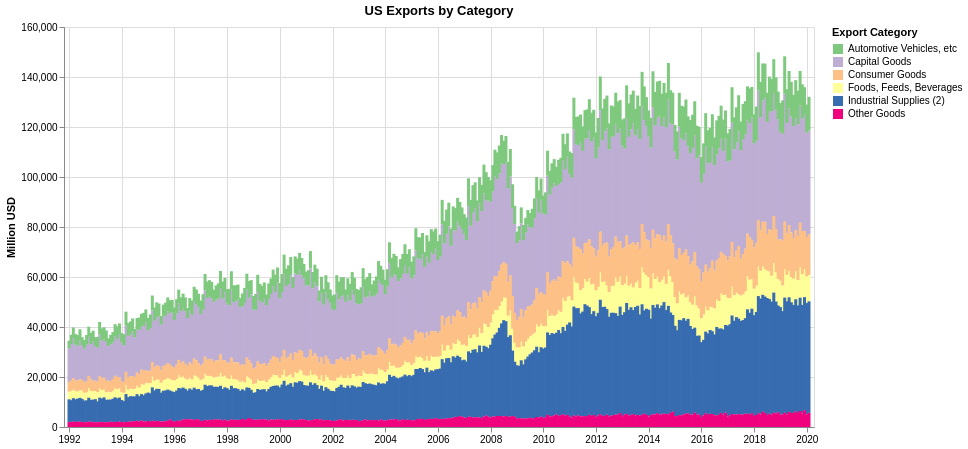 US Exports by Category
160,000
140,000
120,000
100,000
80,000
60,000
40,000
20,000
0
Million USD
1992 1994 1996 1998 2000 2002 2004 2006 2008 2010 2012 2014 2016 2018 2020
Export Category
Automotive Vehicles, etc
Capital Goods
Consumer Goods
Foods, Feeds, Beverages
Industrial Supplies (2)
Other Goods